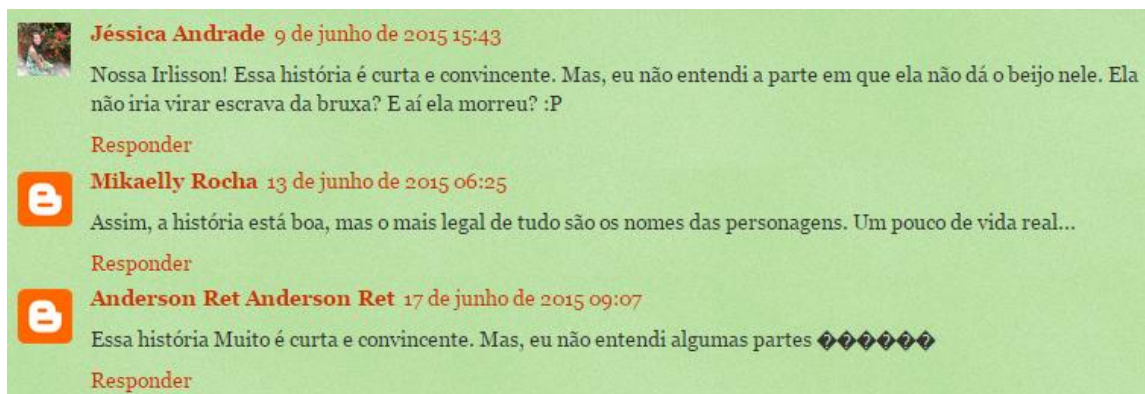 Jéssica Andrade 9 de junho de 2015 15:43
Nossa Irlisson! Essa história é curta e convincente. Mas, eu não entendi a parte em que ela não dá o beijo nele. Ela
não iria virar escrava da bruxa? E aí ela morreu? :P
Responder
Mikaelly Rocha 13 de junho de 2015 06:25
Assim, a história está boa, mas o mais legal de tudo são os nomes das personagens. Um pouco de vida real...
Responder
Anderson Ret Anderson Ret 17 de junho de 2015 09:07
Essa história Muito é curta e convincente. Mas, eu não entendi algumas partes ������
Responder